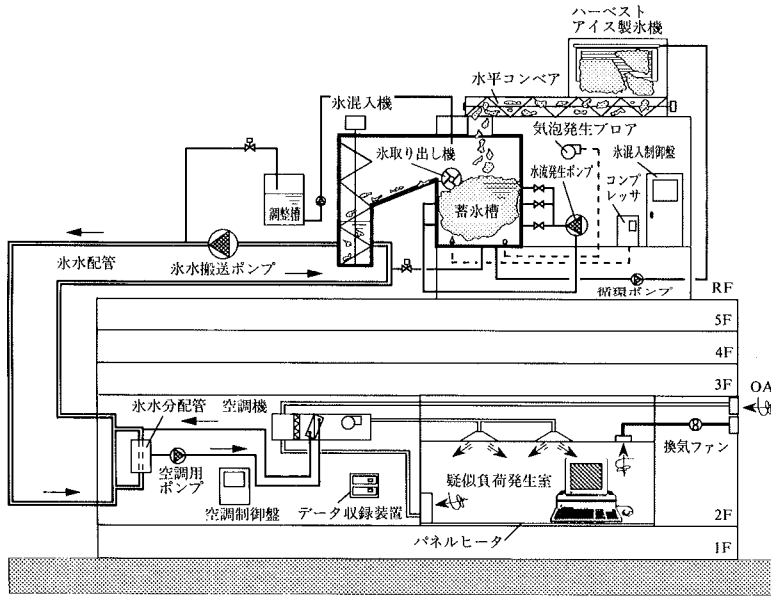 ハーベスト
アイス製氷機
水平コンベア
氷混入機
気泡発生ブロア
氷取り出し機
水流発生ポンプ
氷混入制御盤
コンプ
レッサ
調整槽
蓄氷槽
氷水配管
氷水搬送ポンプ
循環ポンプ
RF
5F
4F
3F
OA
氷水分配管
空調機
換気ファン
空調用
ポンプ
疑似負荷発生室
空調制御盤
データ収録装置
2F
パネルヒータ
1F